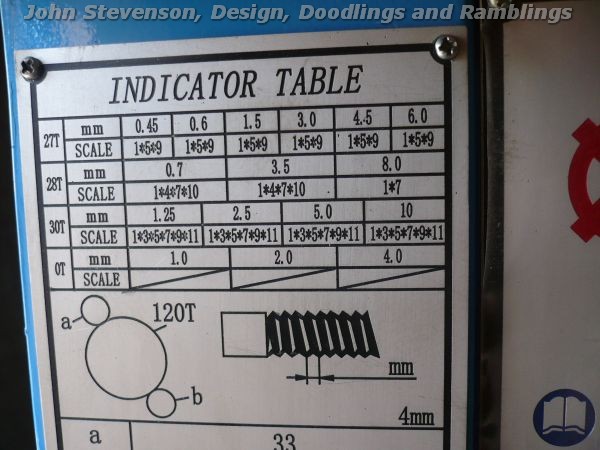 John Stevenson, Design, Doodlings and Ramblings
INDICATOR TABLE
27T mm 0.45 0.6 1.5 3.0 4.5 6.0
SCALE 1*5*9 1*5*9 1*5*9 1*5*9 1*5*9 1*5*9
28T mm 0.7 3.5 8.0
SCALE 1*4*7*10 1*4*7*10 1*7
30T mm 1.25 2.5 5.0 10
SCALE 1*3*5*7*9*11 1*3*5*7*9*11 1*3*5*7*9*11 1*3*5*7*9*11
0T mm 1.0 2.0 4.0
SCALE
a 120T
mm
b
4mm
a 33